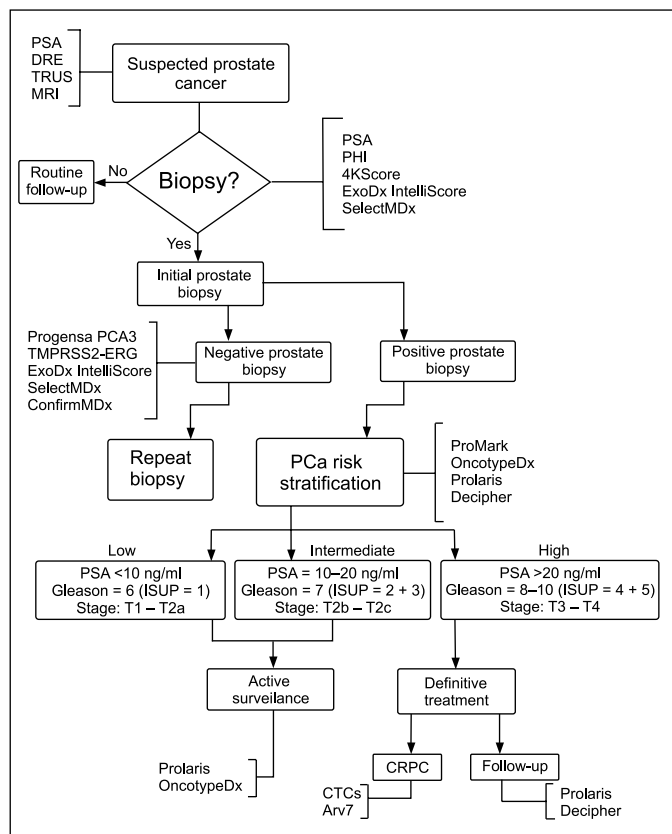 PSA
DRE
TRUS
MRI
Suspected prostate
cancer
PSA
PHI
4KScore
ExoDx IntelliScore
SelectMDx
Routine
follow-up
No
Biopsy?
Yes
Initial prostate
biopsy
Progensa PCA3
TMPRSS2-ERG
ExoDx IntelliScore
SelectMDx
ConfirmMDx
Negative prostate
biopsy
Positive prostate
biopsy
Repeat
biopsy
PCa risk
stratification
ProMark
OncotypeDx
Prolaris
Decipher
Low
PSA <10 ng/ml
Gleason = 6 (ISUP = 1)
Stage: T1 – T2a
Intermediate
PSA = 10–20 ng/ml
Gleason = 7 (ISUP = 2 + 3)
Stage: T2b – T2c
High
PSA >20 ng/ml
Gleason = 8–10 (ISUP = 4 + 5)
Stage: T3 – T4
Active
surveilance
Definitive
treatment
Prolaris
OncotypeDx
CRPC
Follow-up
CTCs
Arv7
Prolaris
Decipher